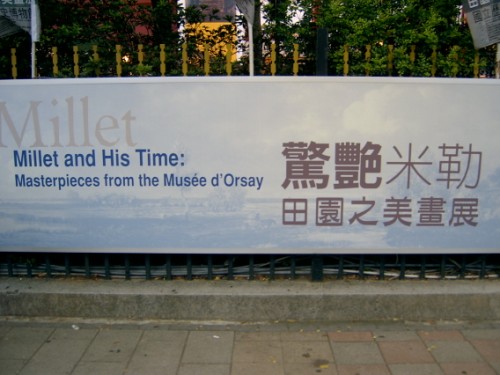 Millet
Millet and His Time:
Masterpieces from the Musée d'Orsay
驚艷米勒
田園之美畫展